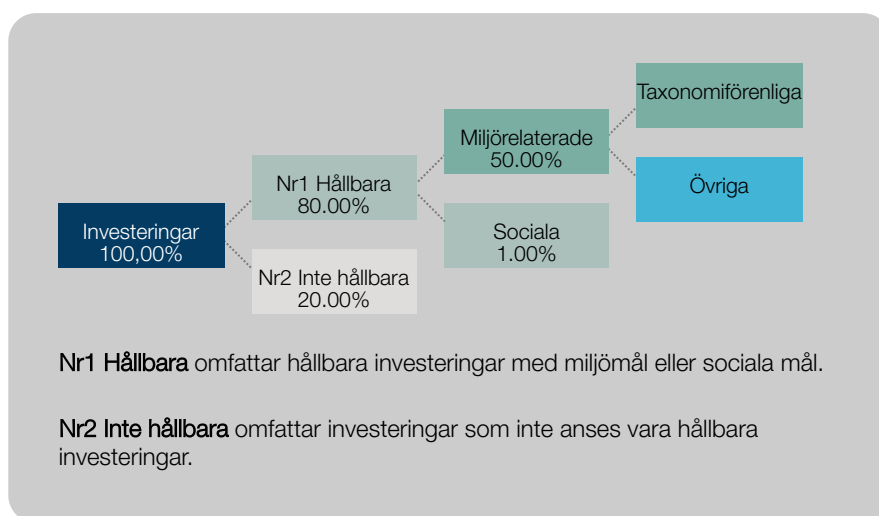 Investeringar
100,00%
Nr1 Hållbara
80.00%
Nr2 Inte hållbara
20.00%
Miljörelaterade
50.00%
Sociala
1.00%
Taxonomiförenliga
Övriga
Nr1 Hållbara omfattar hållbara investeringar med miljömål eller sociala mål.
Nr2 Inte hållbara omfattar investeringar som inte anses vara hållbara
investeringar.